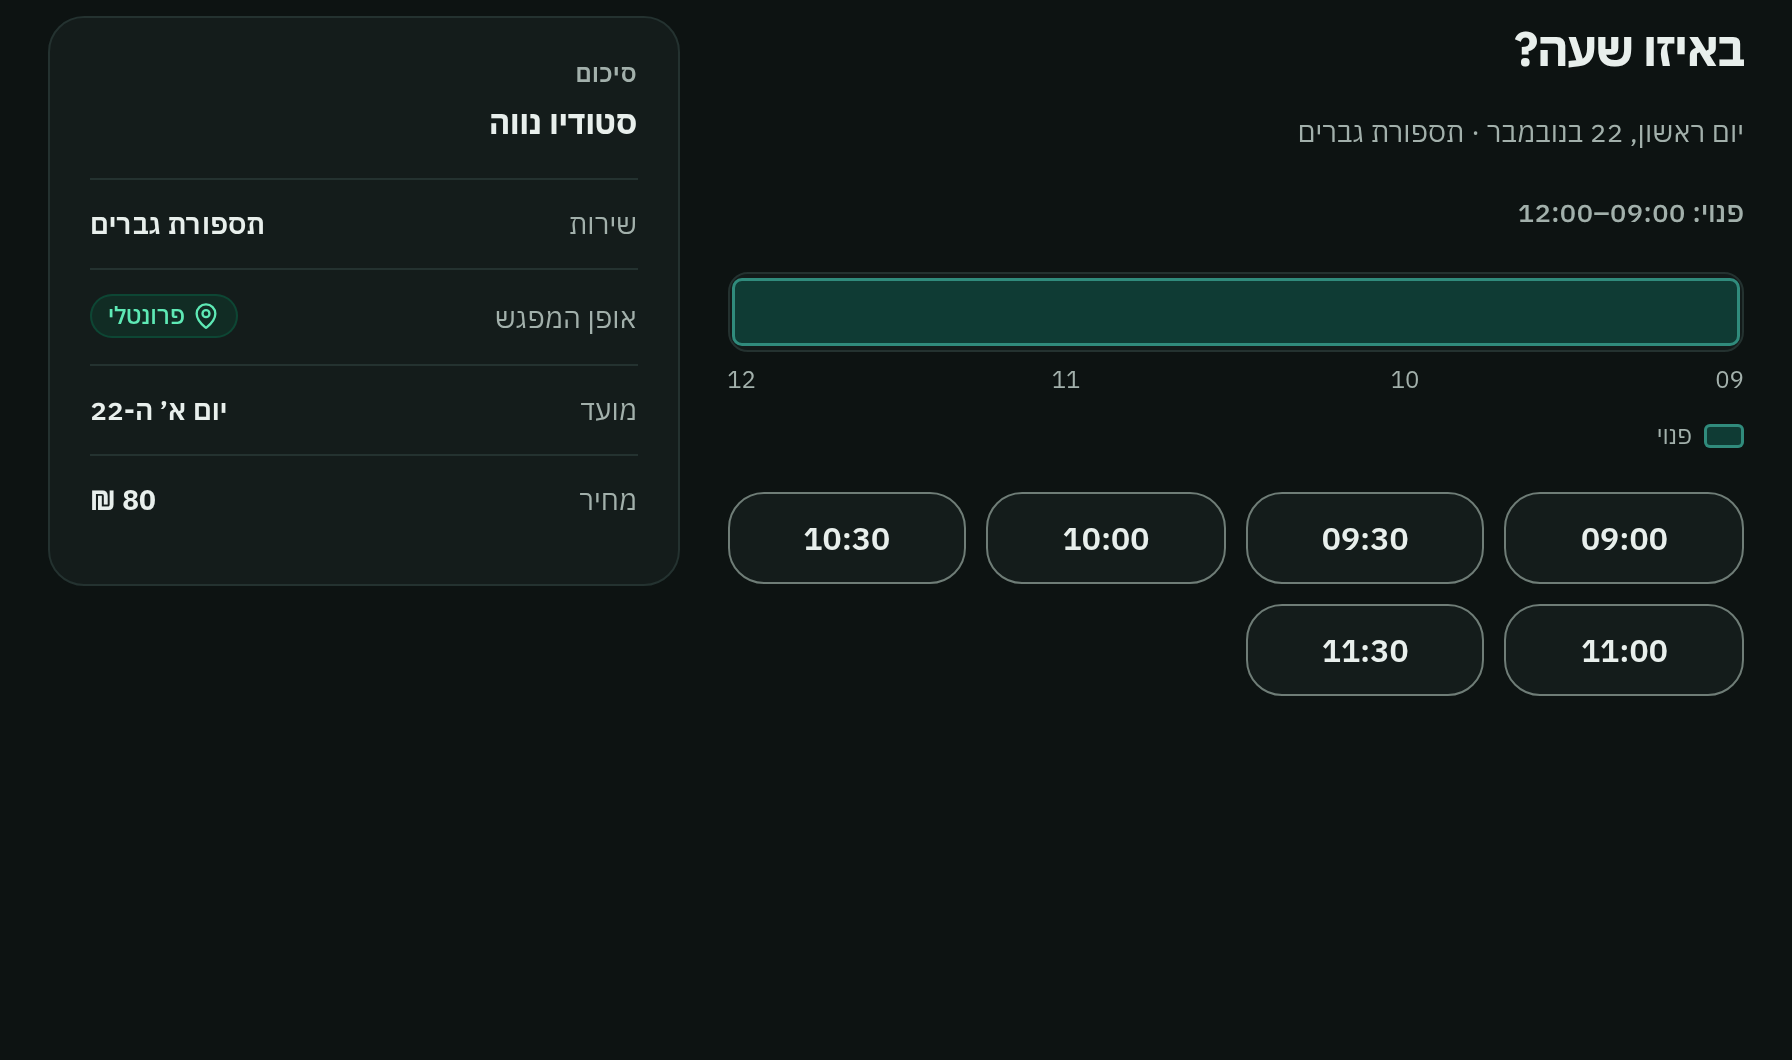 באיזו שעה?
יום ראשון, 22 בנובמבר · תספורת גברים
פנוי: 09:00–12:00
09 10 11 12
פנוי
09:00 09:30 10:00 10:30
11:00 11:30
סיכום
סטודיו נווה
שירות תספורת גברים
אופן המפגש פרונטלי
מועד יום א׳ ה-22
מחיר 80 ₪